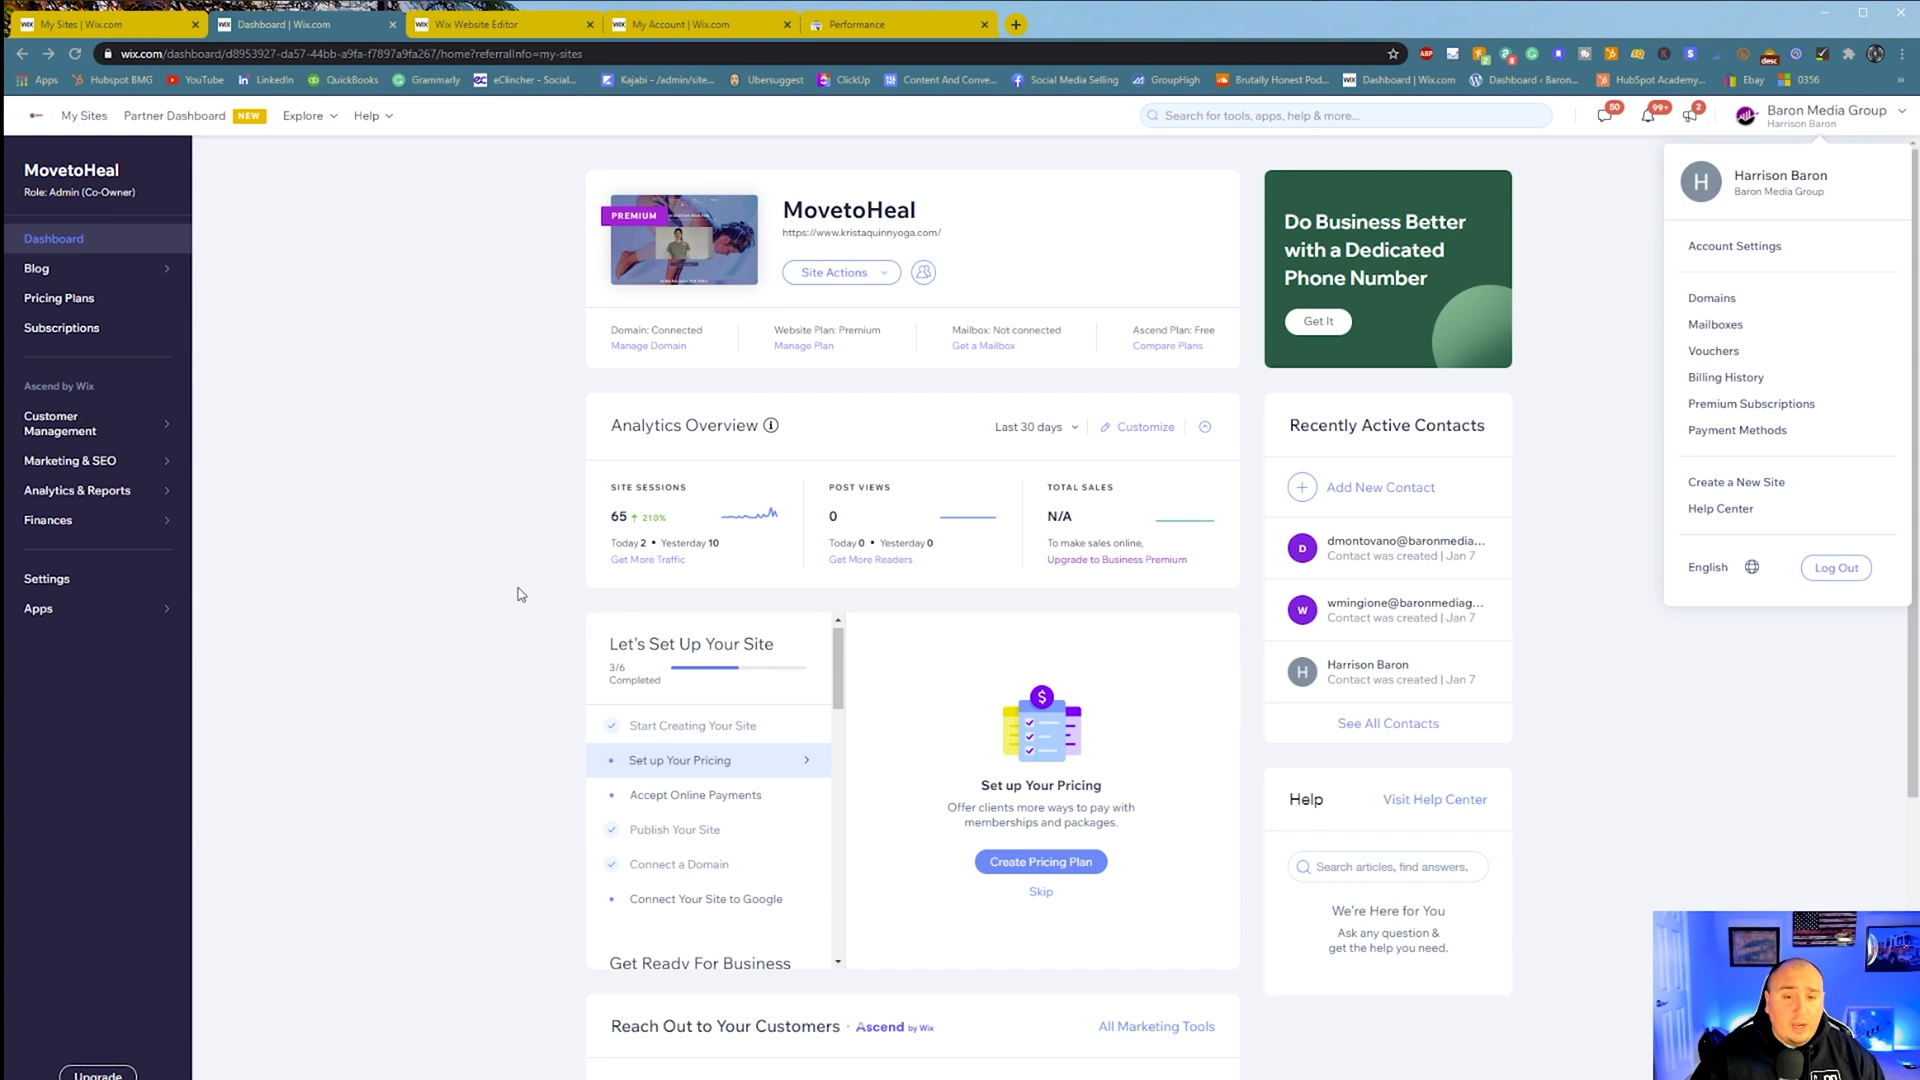 WIX My Sites | Wix.com
WIX Dashboard | Wix.com
WIX Wix Website Editor
WIX My Account | Wix.com
Performance
wix.com/dashboard/d8953927-da57-44bb-a9fa-f7897a9fa267/home?referralInfo=my-sites
Apps
Hubspot BMG
YouTube
LinkedIn
QuickBooks
Grammarly
eClincher - Social...
Kajabi - /admin/site...
Ubersuggest
ClickUp
Content And Conve...
Social Media Selling
GroupHigh
Brutally Honest Pod...
Dashboard | Wix.com
Dashboard ‹ Baron...
HubSpot Academy...
Ebay
0356
My Sites
Partner Dashboard NEW
Explore
Help
Search for tools, apps, help & more...
50
99+
2
Baron Media Group
Harrison Baron
MovetoHeal
Role: Admin (Co-Owner)
Dashboard
Blog
Pricing Plans
Subscriptions
Ascend by Wix
Customer
Management
Marketing & SEO
Analytics & Reports
Finances
Settings
Apps
Upgrade
PREMIUM
MovetoHeal
https://www.kristaquinnyoga.com/
Site Actions
Domain: Connected
Manage Domain
Website Plan: Premium
Manage Plan
Mailbox: Not connected
Get a Mailbox
Ascend Plan: Free
Compare Plans
Analytics Overview
Last 30 days
Customize
SITE SESSIONS
65 ↑ 210%
Today 2 • Yesterday 10
Get More Traffic
POST VIEWS
0
Today 0 • Yesterday 0
Get More Readers
TOTAL SALES
N/A
To make sales online,
Upgrade to Business Premium
Let's Set Up Your Site
3/6
Completed
Start Creating Your Site
Set up Your Pricing
Accept Online Payments
Publish Your Site
Connect a Domain
Connect Your Site to Google
Get Ready For Business
$
Set up Your Pricing
Offer clients more ways to pay with
memberships and packages.
Create Pricing Plan
Skip
Reach Out to Your Customers · Ascend by Wix
All Marketing Tools
Do Business Better
with a Dedicated
Phone Number
Get It
Recently Active Contacts
Add New Contact
D
dmontovano@baronmedia...
Contact was created | Jan 7
W
wmingione@baronmediag...
Contact was created | Jan 7
H
Harrison Baron
Contact was created | Jan 7
See All Contacts
Help
Visit Help Center
Search articles, find answers.
We're Here for You
Ask any question &
get the help you need.
H
Harrison Baron
Baron Media Group
Account Settings
Domains
Mailboxes
Vouchers
Billing History
Premium Subscriptions
Payment Methods
Create a New Site
Help Center
English
Log Out